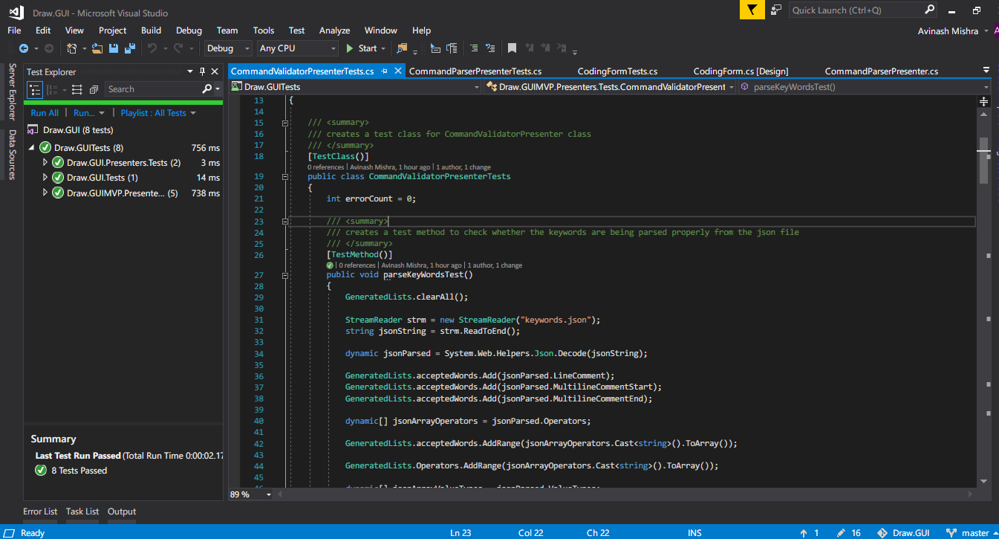 Draw.GUI - Microsoft Visual Studio
Quick Launch (Ctrl+Q)
File Edit View Project Build Debug Team Tools Test Analyze Window Help
Avinash Mishra
Debug Any CPU Start
Server Explorer
Data Sources
Test Explorer
Search
Run All | Run... | Playlist : All Tests
Draw.GUI (8 tests)
Draw.GUITests (8) 756 ms
Draw.GUI.Presenters.Tests (2) 3 ms
Draw.GUI.Tests (1) 14 ms
Draw.GUIMVP.Presente... (5) 738 ms
Summary
Last Test Run Passed (Total Run Time 0:00:02.17
8 Tests Passed
CommandValidatorPresenterTests.cs CommandParserPresenterTests.cs CodingFormTests.cs CodingForm.cs [Design] CommandParserPresenter.cs
Draw.GUITests Draw.GUIMVP.Presenters.Tests.CommandValidatorPresent parseKeyWordsTest()
13 {
14
15 /// <summary>
16 /// creates a test class for CommandValidatorPresenter class
17 /// </summary>
18 [TestClass()]
0 references | Avinash Mishra, 1 hour ago | 1 author, 1 change
19 public class CommandValidatorPresenterTests
20 {
21 int errorCount = 0;
22
23 /// <summary>
24 /// creates a test method to check whether the keywords are being parsed properly from the json file
25 /// </summary>
26 [TestMethod()]
| 0 references | Avinash Mishra, 1 hour ago | 1 author, 1 change
27 public void parseKeyWordsTest()
28 {
29 GeneratedLists.clearAll();
30
31 StreamReader strm = new StreamReader("keywords.json");
32 string jsonString = strm.ReadToEnd();
33
34 dynamic jsonParsed = System.Web.Helpers.Json.Decode(jsonString);
35
36 GeneratedLists.acceptedWords.Add(jsonParsed.LineComment);
37 GeneratedLists.acceptedWords.Add(jsonParsed.MultilineCommentStart);
38 GeneratedLists.acceptedWords.Add(jsonParsed.MultilineCommentEnd);
39
40 dynamic[] jsonArrayOperators = jsonParsed.Operators;
41
42 GeneratedLists.acceptedWords.AddRange(jsonArrayOperators.Cast<string>().ToArray());
43
44 GeneratedLists.Operators.AddRange(jsonArrayOperators.Cast<string>().ToArray());
45
46 dynamic[] jsonArrayValueTypes = jsonParsed.ValueTypes;
89 %
Error List Task List Output
Ready Ln 23 Col 22 Ch 22 INS 1 16 Draw.GUI master